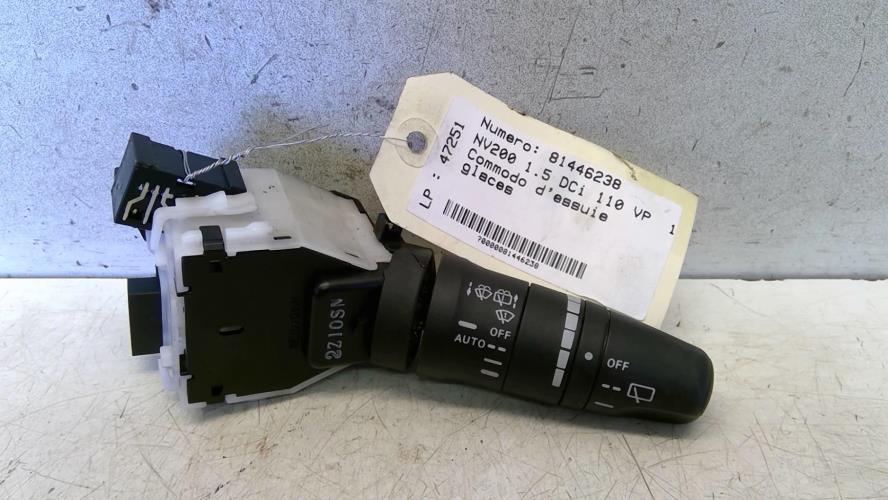 Numero: 81446238
NV200 1.5 DCi 110 VP 1
Commodo d'essuie
glaces
LP : 47251
70000081446238
2Z10SN
OFF
AUTO
OFF